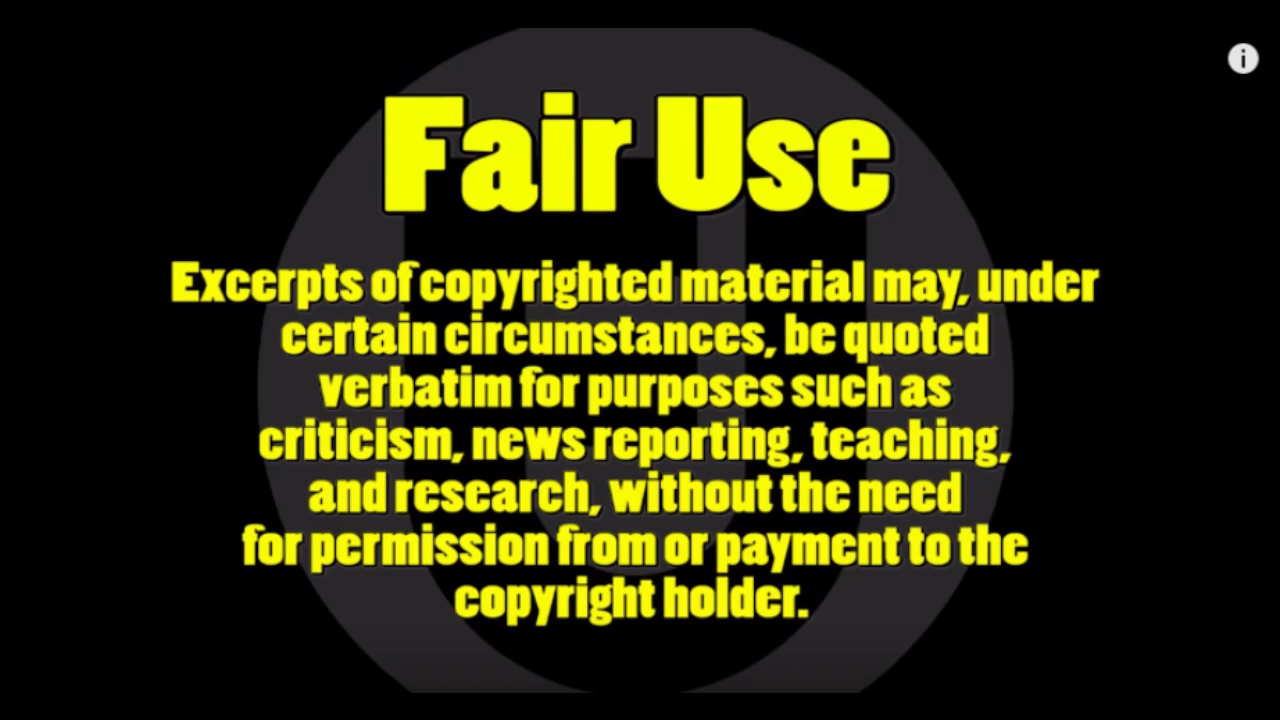 Fair Use
Excerpts of copyrighted material may, under
certain circumstances, be quoted
verbatim for purposes such as
criticism, news reporting, teaching,
and research, without the need
for permission from or payment to the
copyright holder.